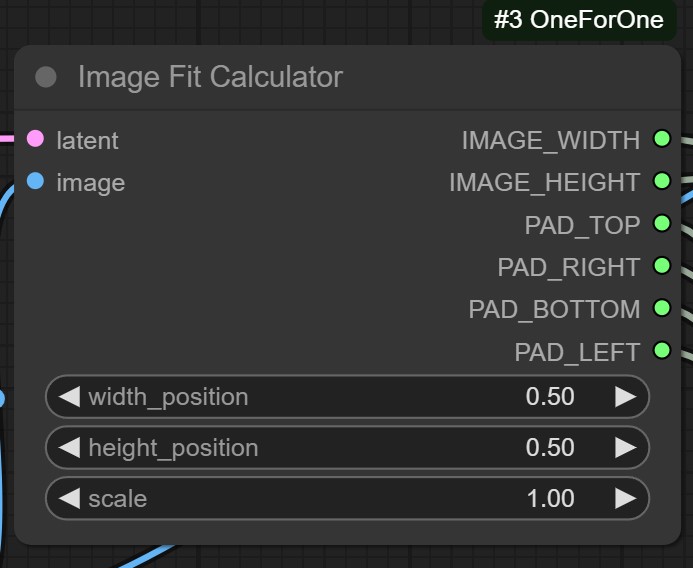 #3 OneForOne
Image Fit Calculator
latent IMAGE_WIDTH
image IMAGE_HEIGHT
PAD_TOP
PAD_RIGHT
PAD_BOTTOM
PAD_LEFT
width_position 0.50
height_position 0.50
scale 1.00